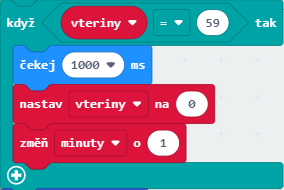 když vteriny = 59 tak
čekej 1000 ms
nastav vteriny na 0
změň minuty o 1